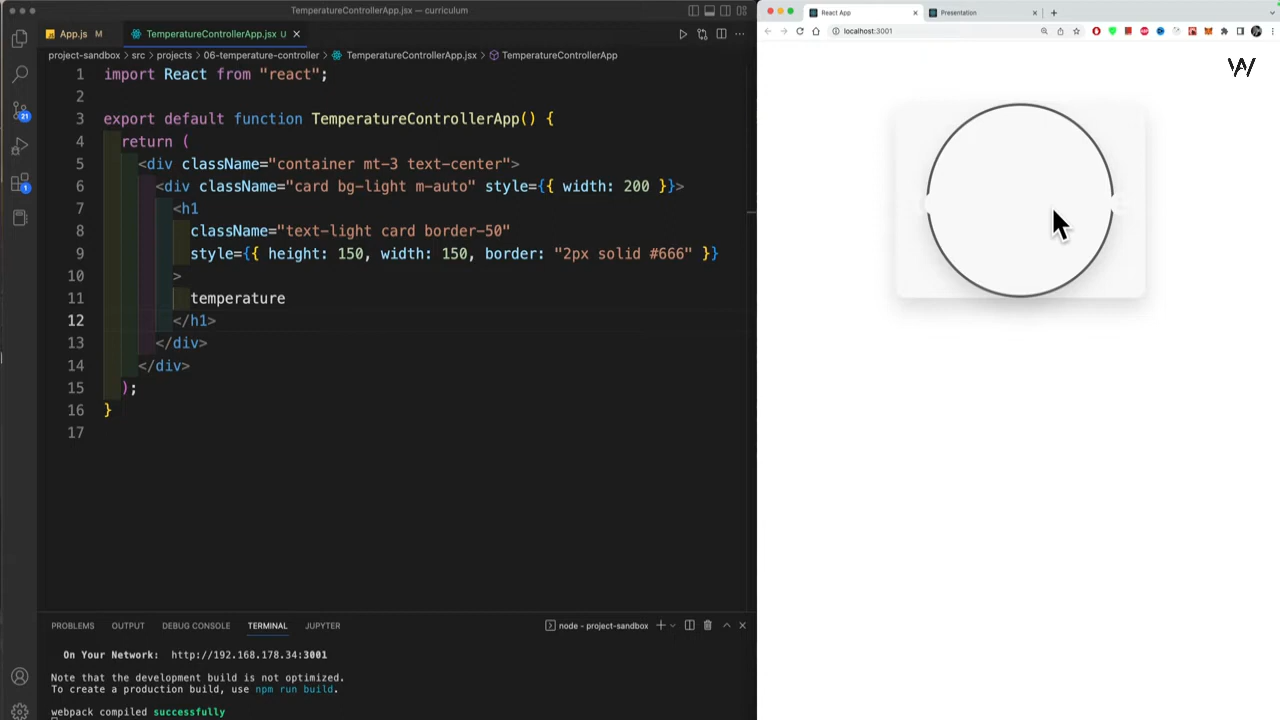 TemperatureControllerApp.jsx — curriculum
App.js M
TemperatureControllerApp.jsx U
project-sandbox > src > projects > 06-temperature-controller > TemperatureControllerApp.jsx > TemperatureControllerApp
1 import React from "react";
2
3 export default function TemperatureControllerApp() {
4 return (
5 <div className="container mt-3 text-center">
6 <div className="card bg-light m-auto" style={{ width: 200 }}>
7 <h1
8 className="text-light card border-50"
9 style={{ height: 150, width: 150, border: "2px solid #666" }}
10 >
11 temperature
12 </h1>
13 </div>
14 </div>
15 );
16 }
17
21
1
PROBLEMS OUTPUT DEBUG CONSOLE TERMINAL JUPYTER
node - project-sandbox
On Your Network: http://192.168.178.34:3001
Note that the development build is not optimized.
To create a production build, use npm run build.
webpack compiled successfully
React App
Presentation
localhost:3001